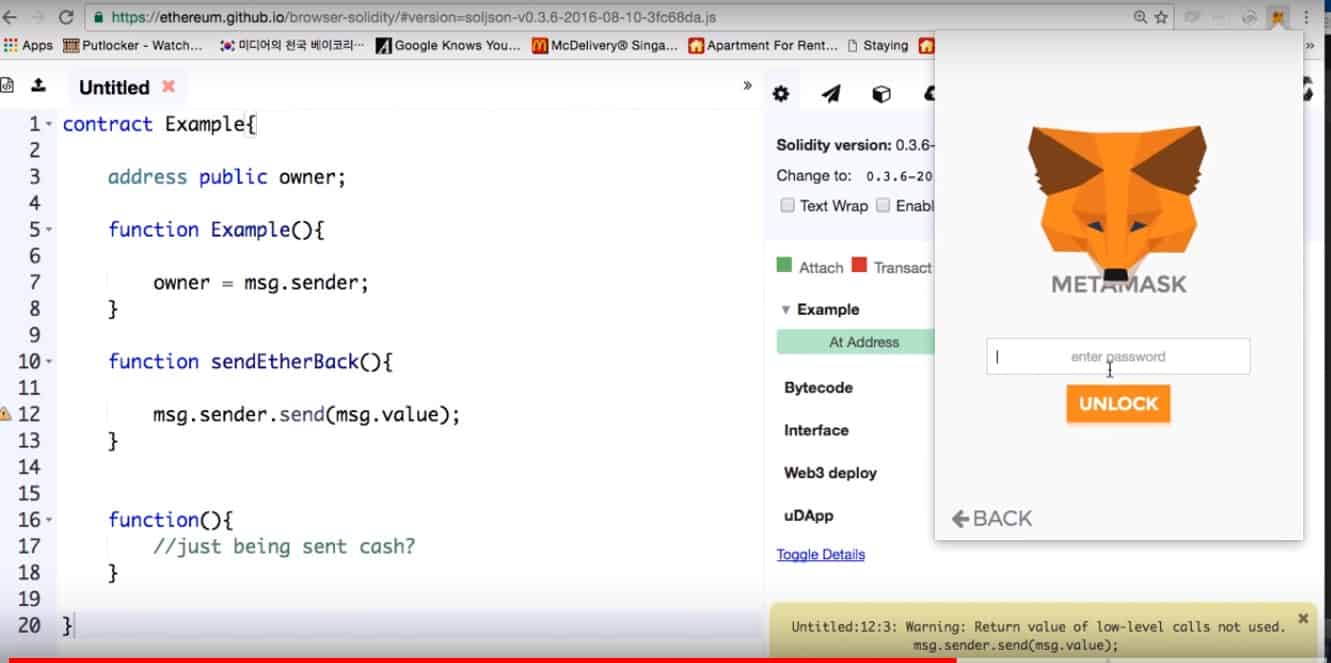 https://ethereum.github.io/browser-solidity/#version=soljson-v0.3.6-2016-08-10-3fc68da.js
Apps Putlocker - Watch... 미디어의 천국 베이코리… Google Knows You... McDelivery® Singa... Apartment For Rent... Staying »
Untitled
»
1 contract Example{
2
3 address public owner;
4
5 function Example(){
6
7 owner = msg.sender;
8 }
9
10 function sendEtherBack(){
11
12 msg.sender.send(msg.value);
13 }
14
15
16 function(){
17 //just being sent cash?
18 }
19
20 }
Solidity version: 0.3.6-
Change to: 0.3.6-20
Text Wrap Enabl
Attach Transact
Example
At Address
Bytecode
Interface
Web3 deploy
uDApp
Toggle Details
Untitled:12:3: Warning: Return value of low-level calls not used.
msg.sender.send(msg.value);
METAMASK
enter password
UNLOCK
BACK